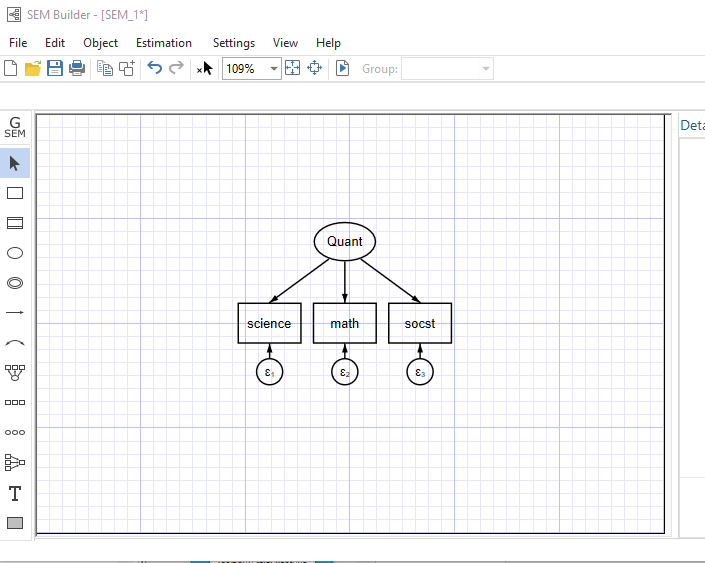 SEM Builder - [SEM_1*]
File Edit Object Estimation Settings View Help
109% Group:
G
SEM
Deta
Quant
science math socst
ε1 ε2 ε3
T